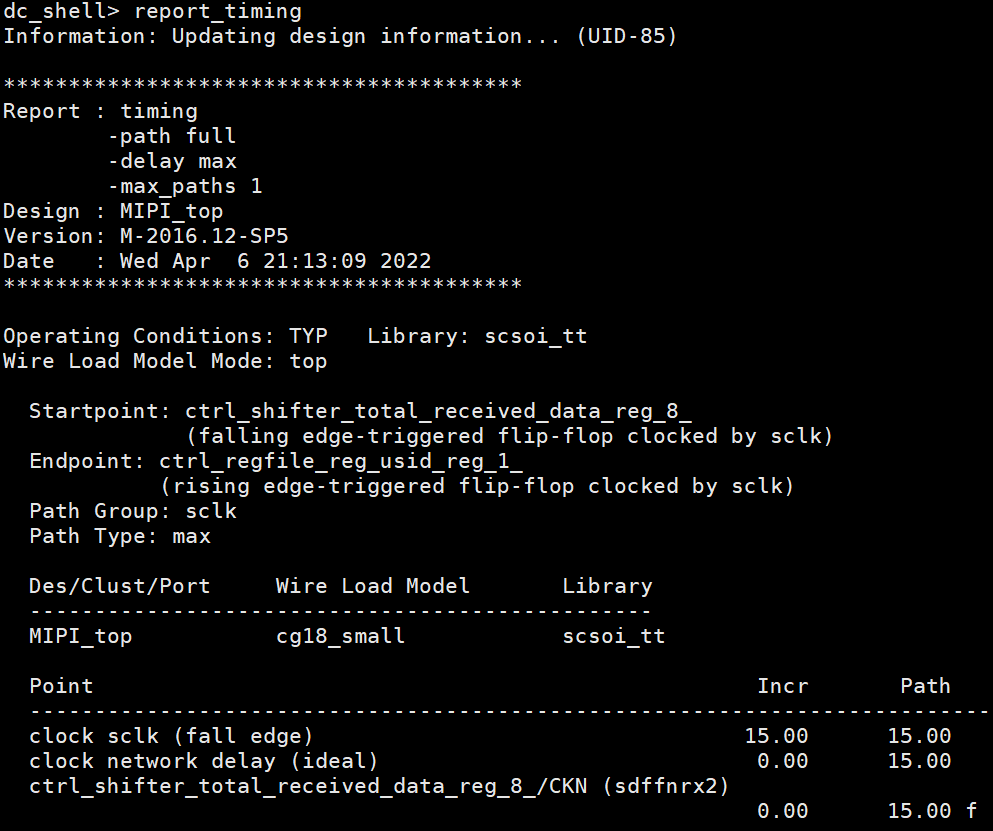 dc_shell> report_timing
Information: Updating design information... (UID-85)
****************************************
Report : timing
        -path full
        -delay max
        -max_paths 1
Design : MIPI_top
Version: M-2016.12-SP5
Date   : Wed Apr  6 21:13:09 2022
****************************************
Operating Conditions: TYP   Library: scsoi_tt
Wire Load Model Mode: top
  Startpoint: ctrl_shifter_total_received_data_reg_8_
              (falling edge-triggered flip-flop clocked by sclk)
  Endpoint: ctrl_regfile_reg_usid_reg_1_
            (rising edge-triggered flip-flop clocked by sclk)
  Path Group: sclk
  Path Type: max
  Des/Clust/Port     Wire Load Model       Library
  ------------------------------------------------
  MIPI_top           cg18_small            scsoi_tt
  Point                                                   Incr       Path
  --------------------------------------------------------------------------
  clock sclk (fall edge)                                 15.00      15.00
  clock network delay (ideal)                             0.00      15.00
  ctrl_shifter_total_received_data_reg_8_/CKN (sdffnrx2)
                                                          0.00      15.00 f